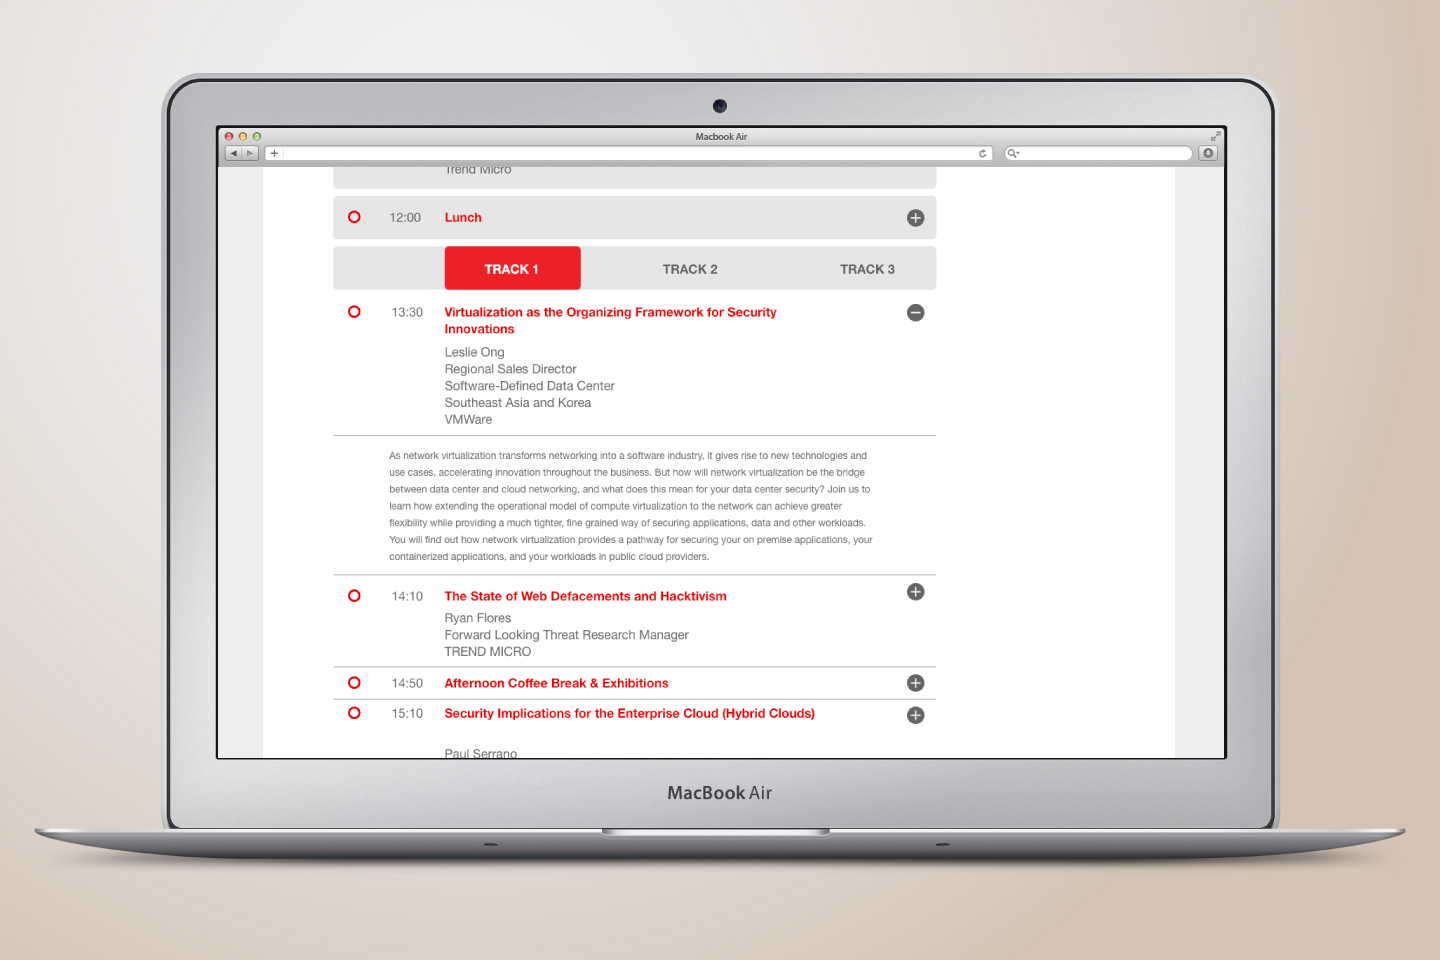 Macbook Air
Trend Micro
12:00 Lunch
TRACK 1 TRACK 2 TRACK 3
13:30 Virtualization as the Organizing Framework for Security
Innovations
Leslie Ong
Regional Sales Director
Software-Defined Data Center
Southeast Asia and Korea
VMWare
As network virtualization transforms networking into a software industry, it gives rise to new technologies and
use cases, accelerating innovation throughout the business. But how will network virtualization be the bridge
between data center and cloud networking, and what does this mean for your data center security? Join us to
learn how extending the operational model of compute virtualization to the network can achieve greater
flexibility while providing a much tighter, fine grained way of securing applications, data and other workloads.
You will find out how network virtualization provides a pathway for securing your on premise applications, your
containerized applications, and your workloads in public cloud providers.
14:10 The State of Web Defacements and Hacktivism
Ryan Flores
Forward Looking Threat Research Manager
TREND MICRO
14:50 Afternoon Coffee Break & Exhibitions
15:10 Security Implications for the Enterprise Cloud (Hybrid Clouds)
Paul Serrano
MacBook Air